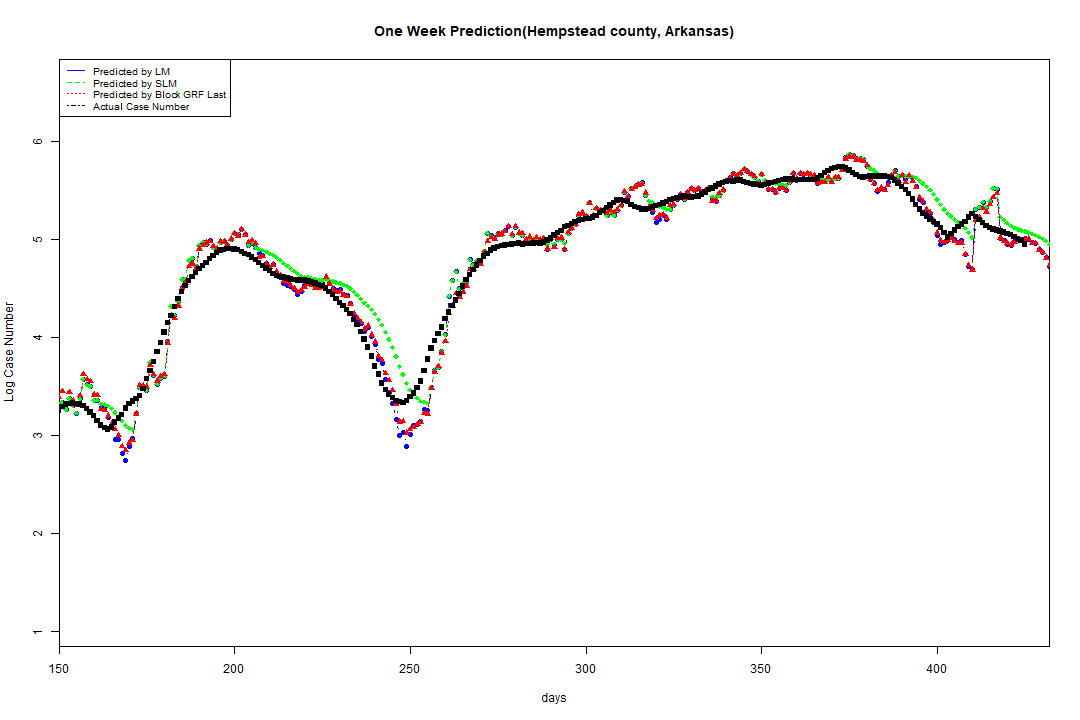 One Week Prediction(Hempstead county, Arkansas)
Predicted by LM
Predicted by SLM
Predicted by Block GRF Last
Actual Case Number
Log Case Number
6
5
4
3
2
1
150 200 250 300 350 400
days